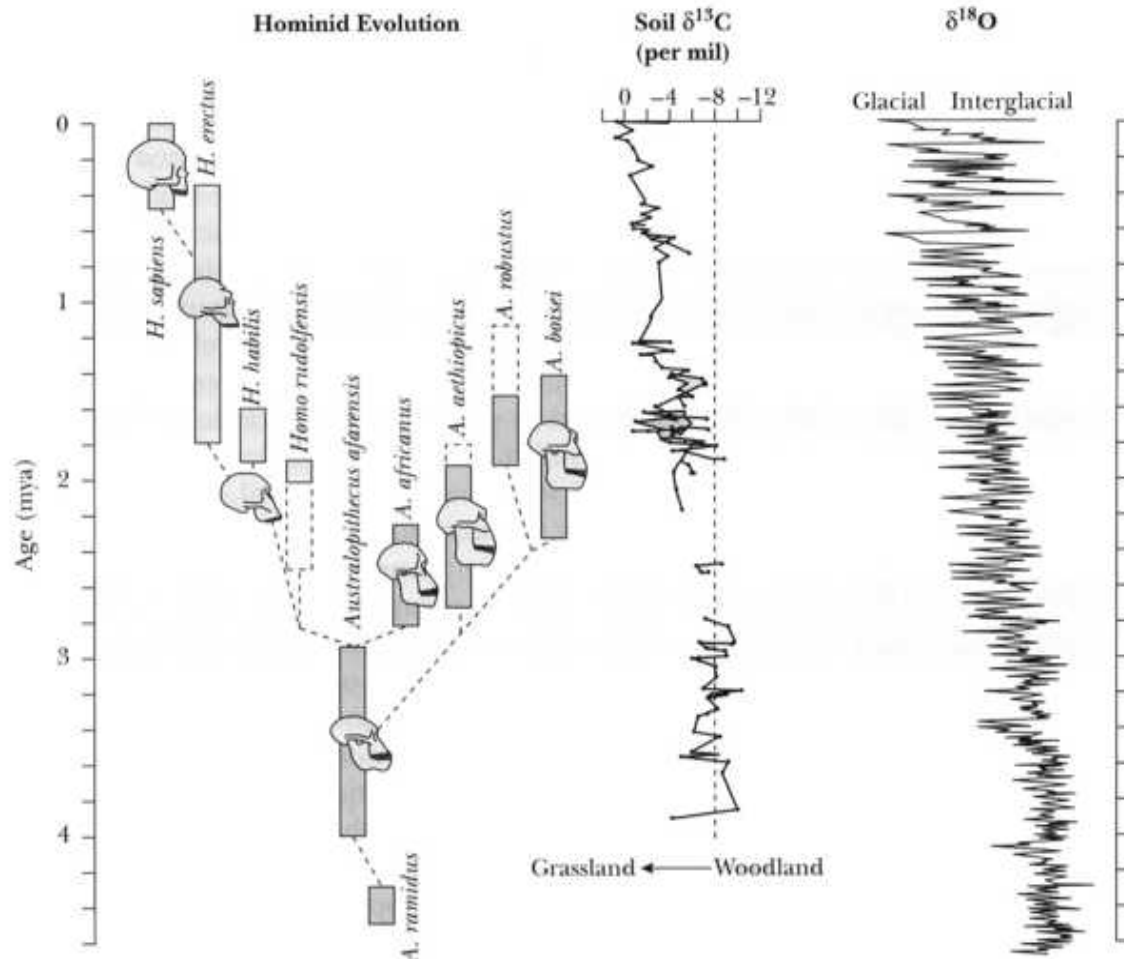 Hominid Evolution
Soil δ¹³C
(per mil)
δ¹⁸O
0 −4 −8 −12
Glacial Interglacial
0
1
2
3
4
Age (mya)
H. sapiens
H. erectus
H. habilis
Homo rudolfensis
Australopithecus afarensis
A. africanus
A. aethiopicus
A. robustus
A. boisei
A. ramidus
Grassland
Woodland